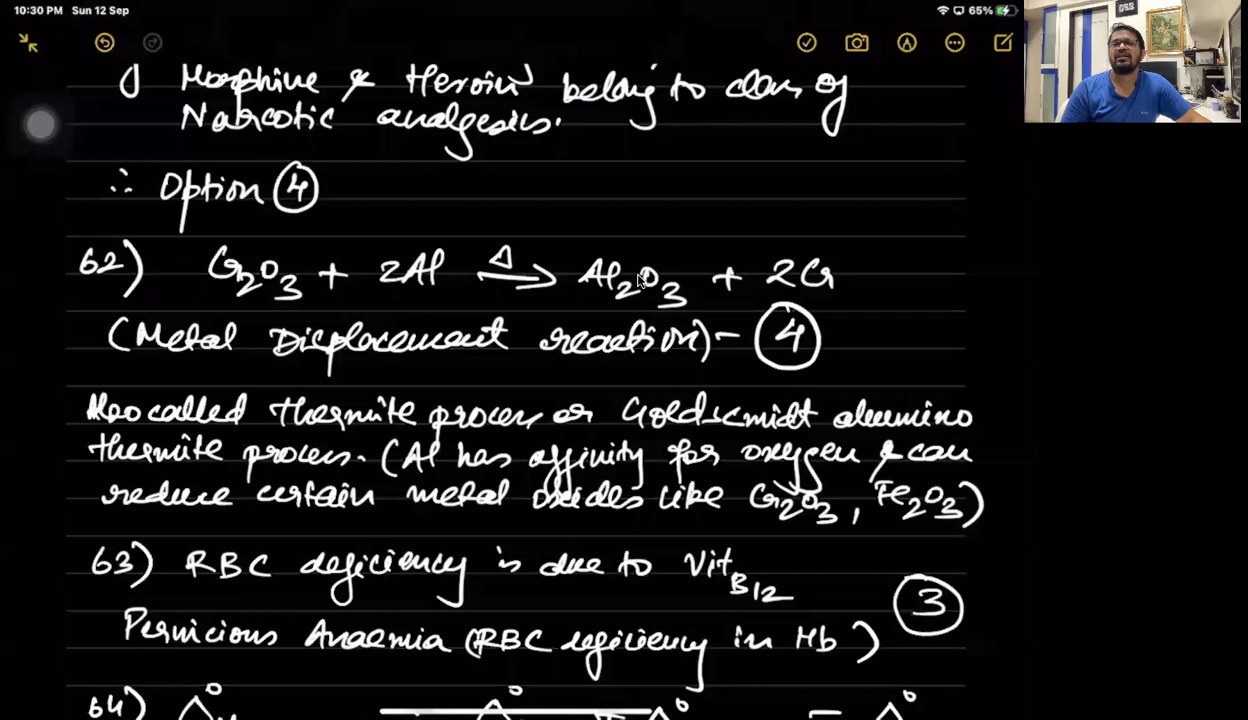 10:30 PM Sun 12 Sep 65%
Morphine & Heroin belong to class of
Narcotic analgesics.
∴ Option 4
62) Cr2O3 + 2Al Δ→ Al2O3 + 2Cr
(Metal Displacement reaction) - 4
Also called thermite process or Goldscmidt alumino
thermite process. (Al has affinity for oxygen & can
reduce certain metal oxides like Cr2O3, Fe2O3)
63) RBC deficiency is due to Vit B12
3
Pernicious Anaemia (RBC deficiency in Hb)
64)